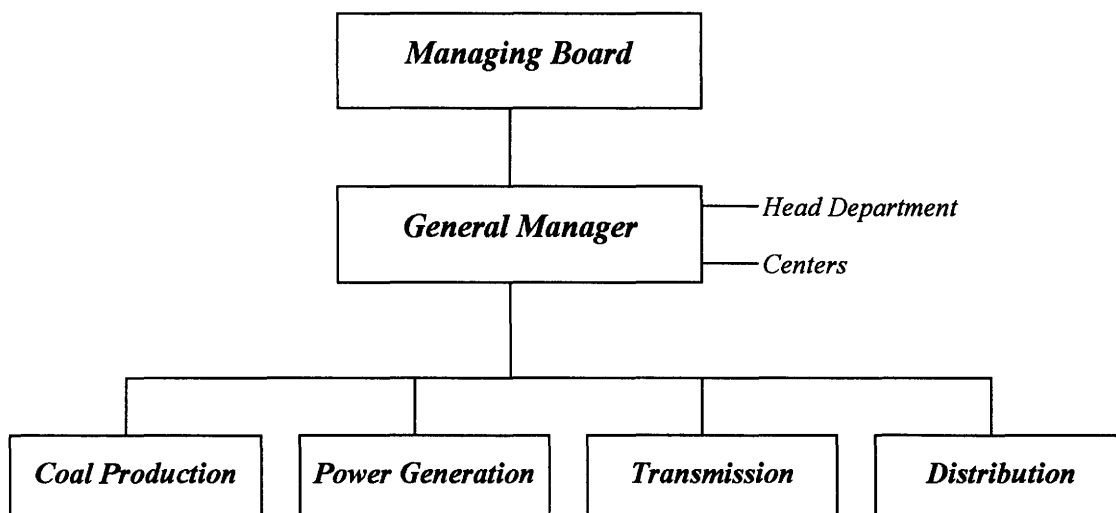 Managing Board
General Manager
Head Department
Centers
Coal Production
Power Generation
Transmission
Distribution